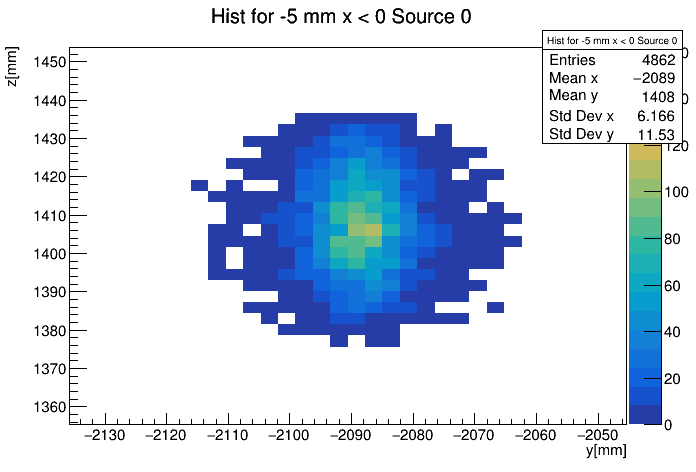 Hist for -5 mm x < 0 Source 0
z[mm]
1450
1440
1430
1420
1410
1400
1390
1380
1370
1360
−2130 −2120 −2110 −2100 −2090 −2080 −2070 −2060 −2050
y[mm]
Hist for -5 mm x < 0 Source 0
Entries 4862
Mean x −2089
Mean y 1408
Std Dev x 6.166
Std Dev y 11.53
120
100
80
60
40
20
0